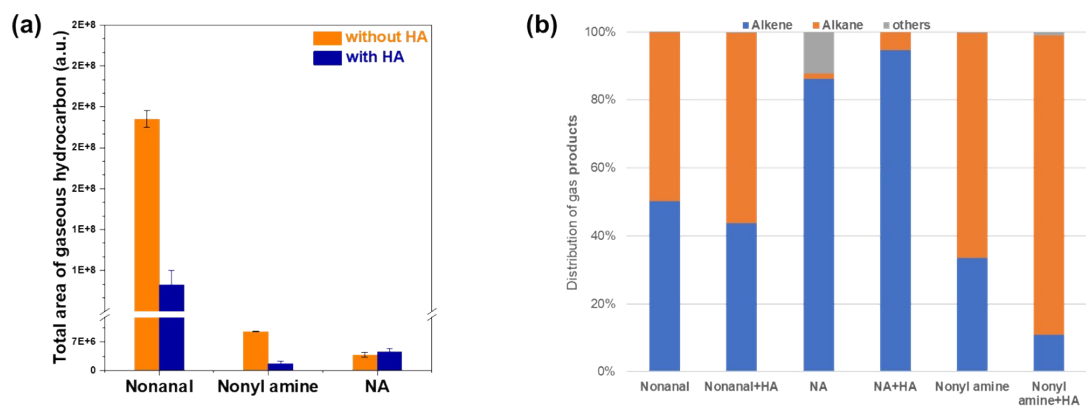 (a)
Total area of gaseous hydrocarbon (a.u.)
2E+8
2E+8
2E+8
2E+8
2E+8
1E+8
1E+8
7E+6
0
without HA
with HA
Nonanal
Nonyl amine
NA
(b)
Alkene
Alkane
others
Distribution of gas products
100%
80%
60%
40%
20%
0%
Nonanal
Nonanal+HA
NA
NA+HA
Nonyl amine
Nonyl
amine+HA